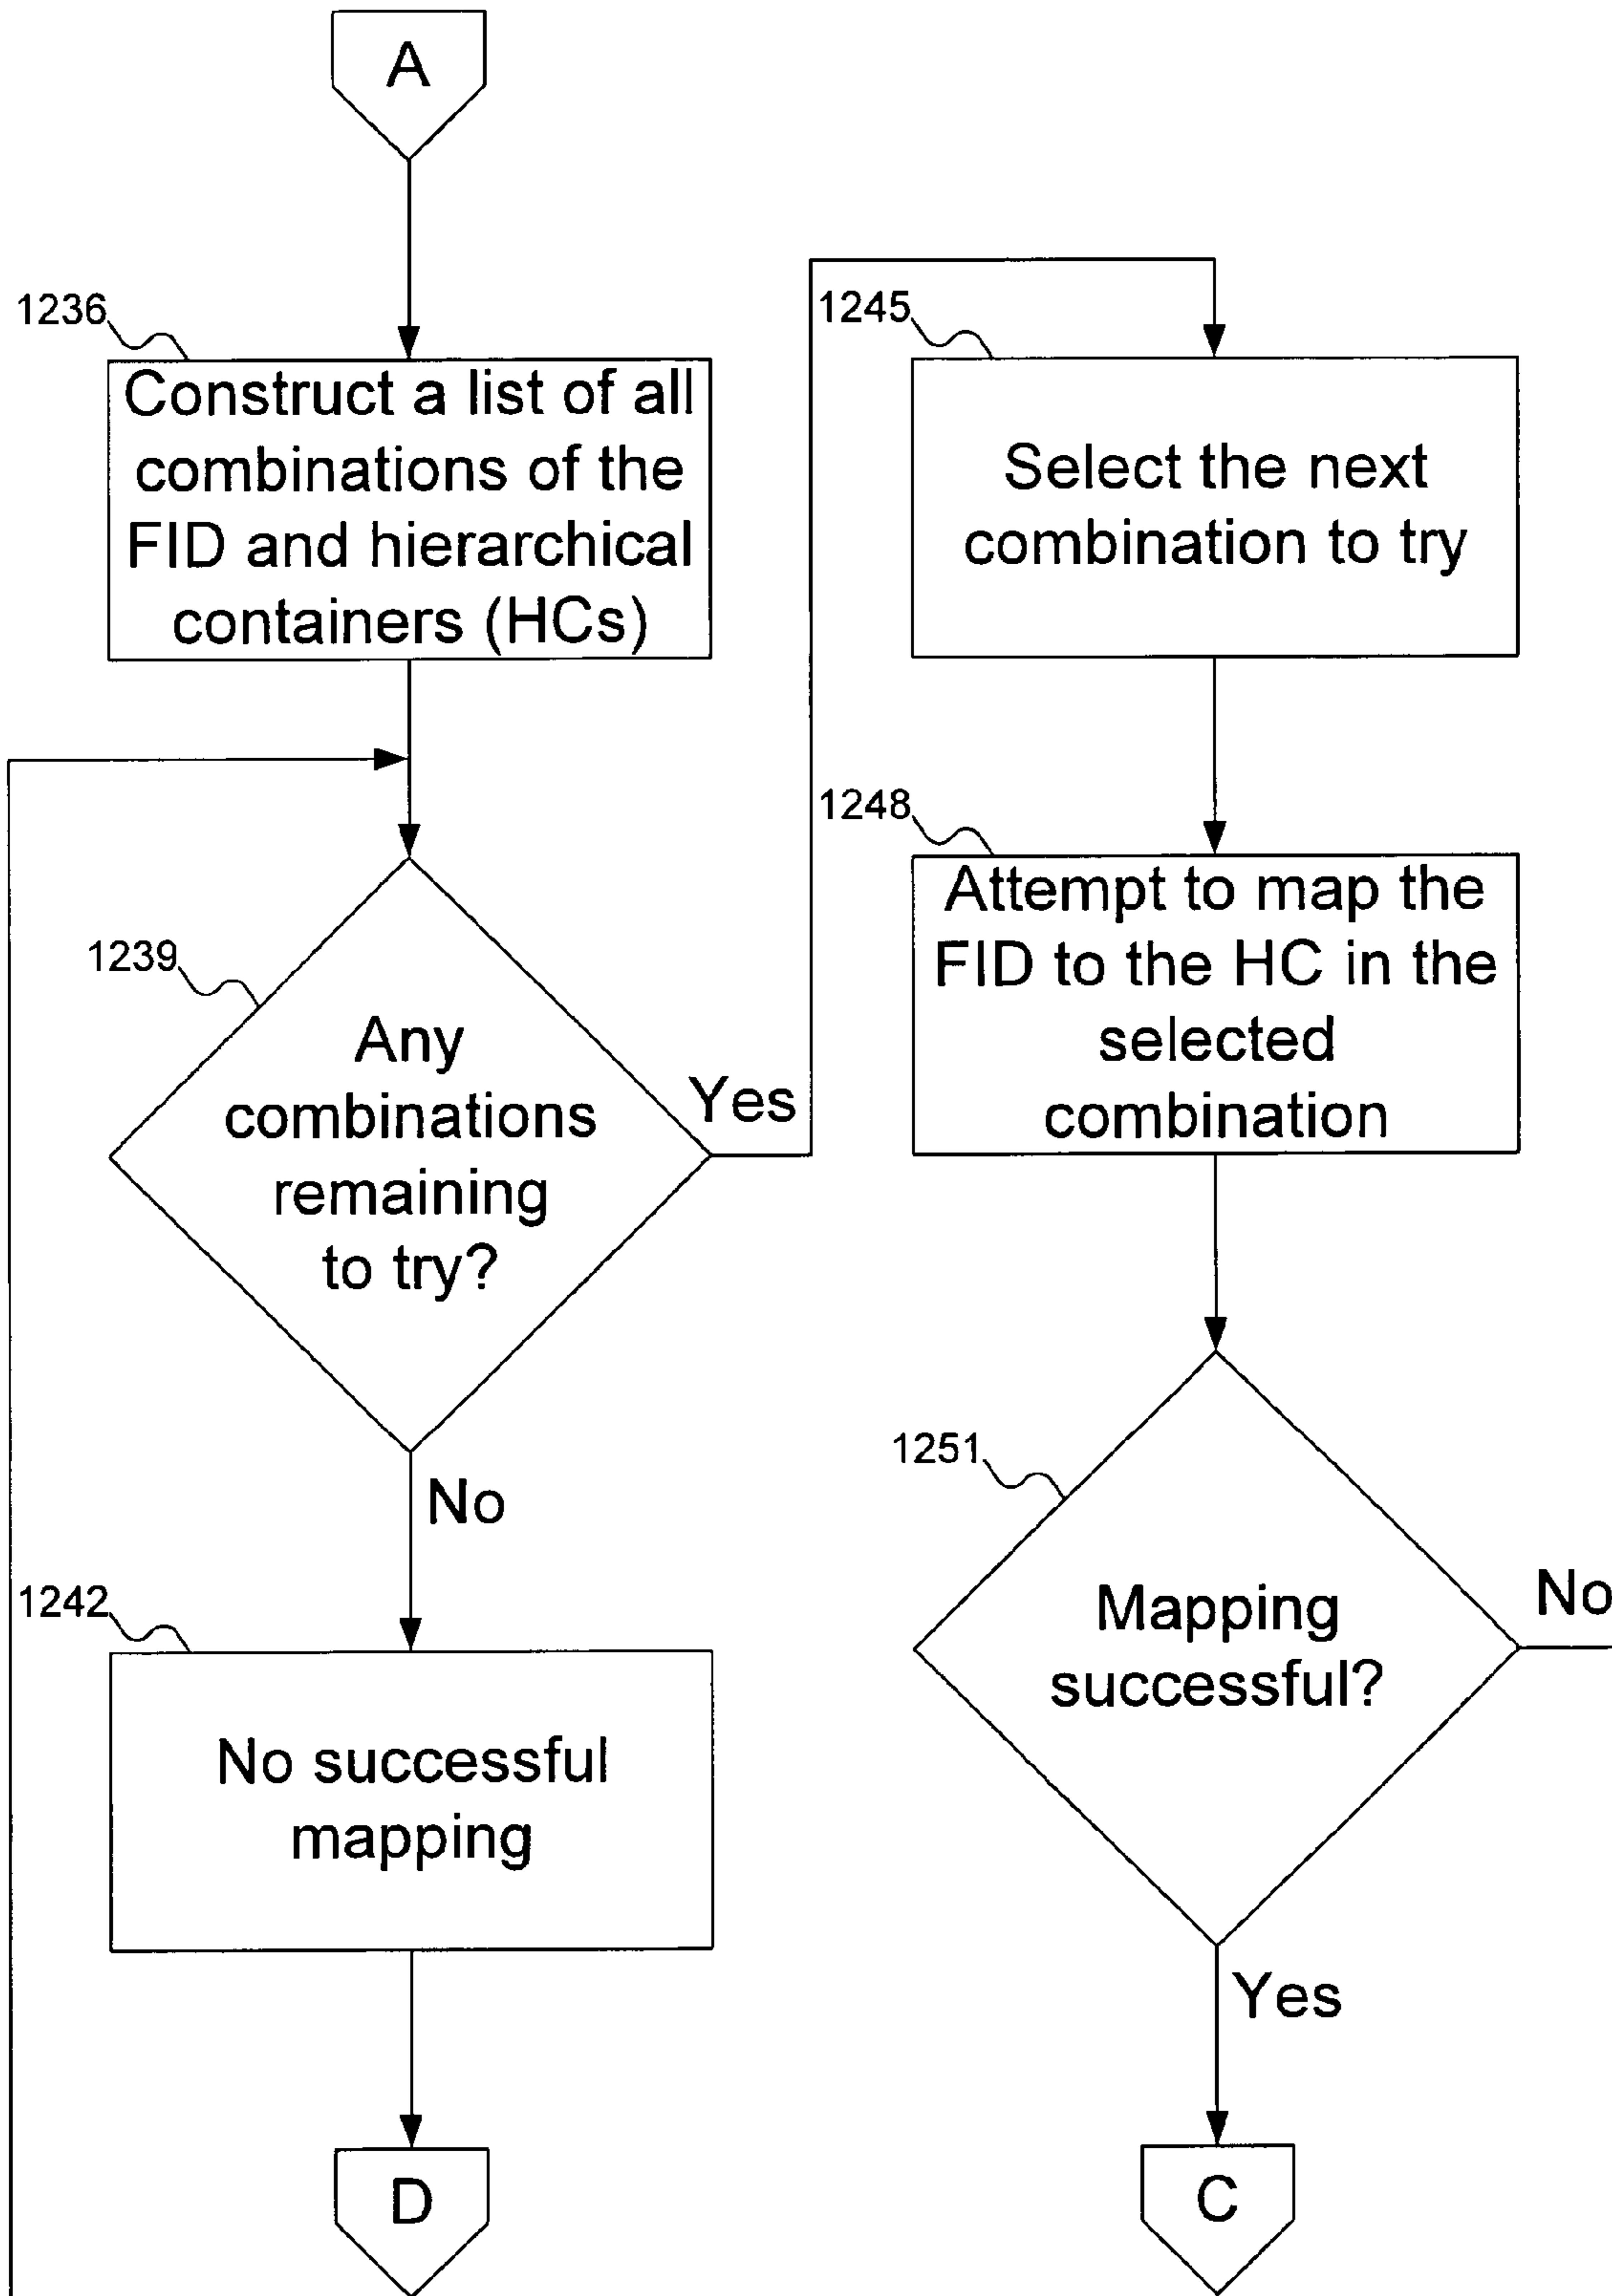 A
1236
Construct a list of all
combinations of the
FID and hierarchical
containers (HCs)
1239
Any
combinations
remaining
to try?
Yes
No
1242
No successful
mapping
D
1245
Select the next
combination to try
1248
Attempt to map the
FID to the HC in the
selected
combination
1251
Mapping
successful?
No
Yes
C